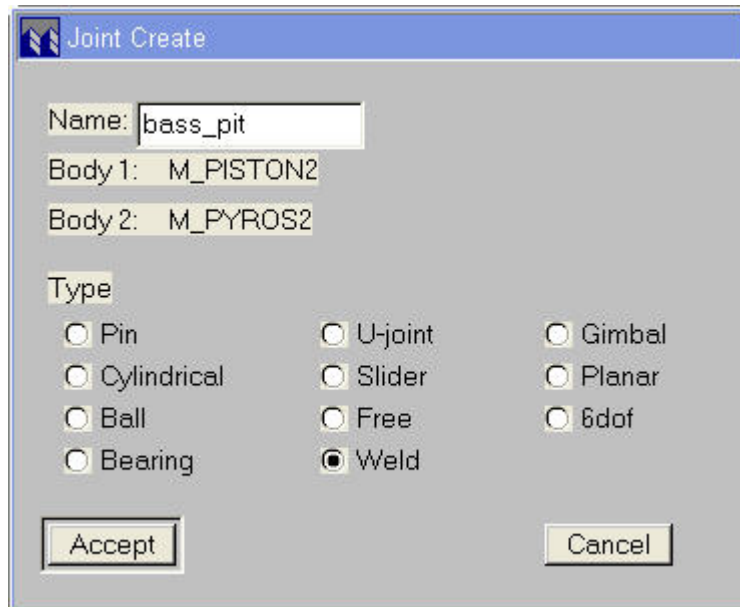 Joint Create
Name: bass_pit
Body 1: M_PISTON2
Body 2: M_PYROS2
Type
Pin U-joint Gimbal
Cylindrical Slider Planar
Ball Free 6dof
Bearing Weld
Accept Cancel